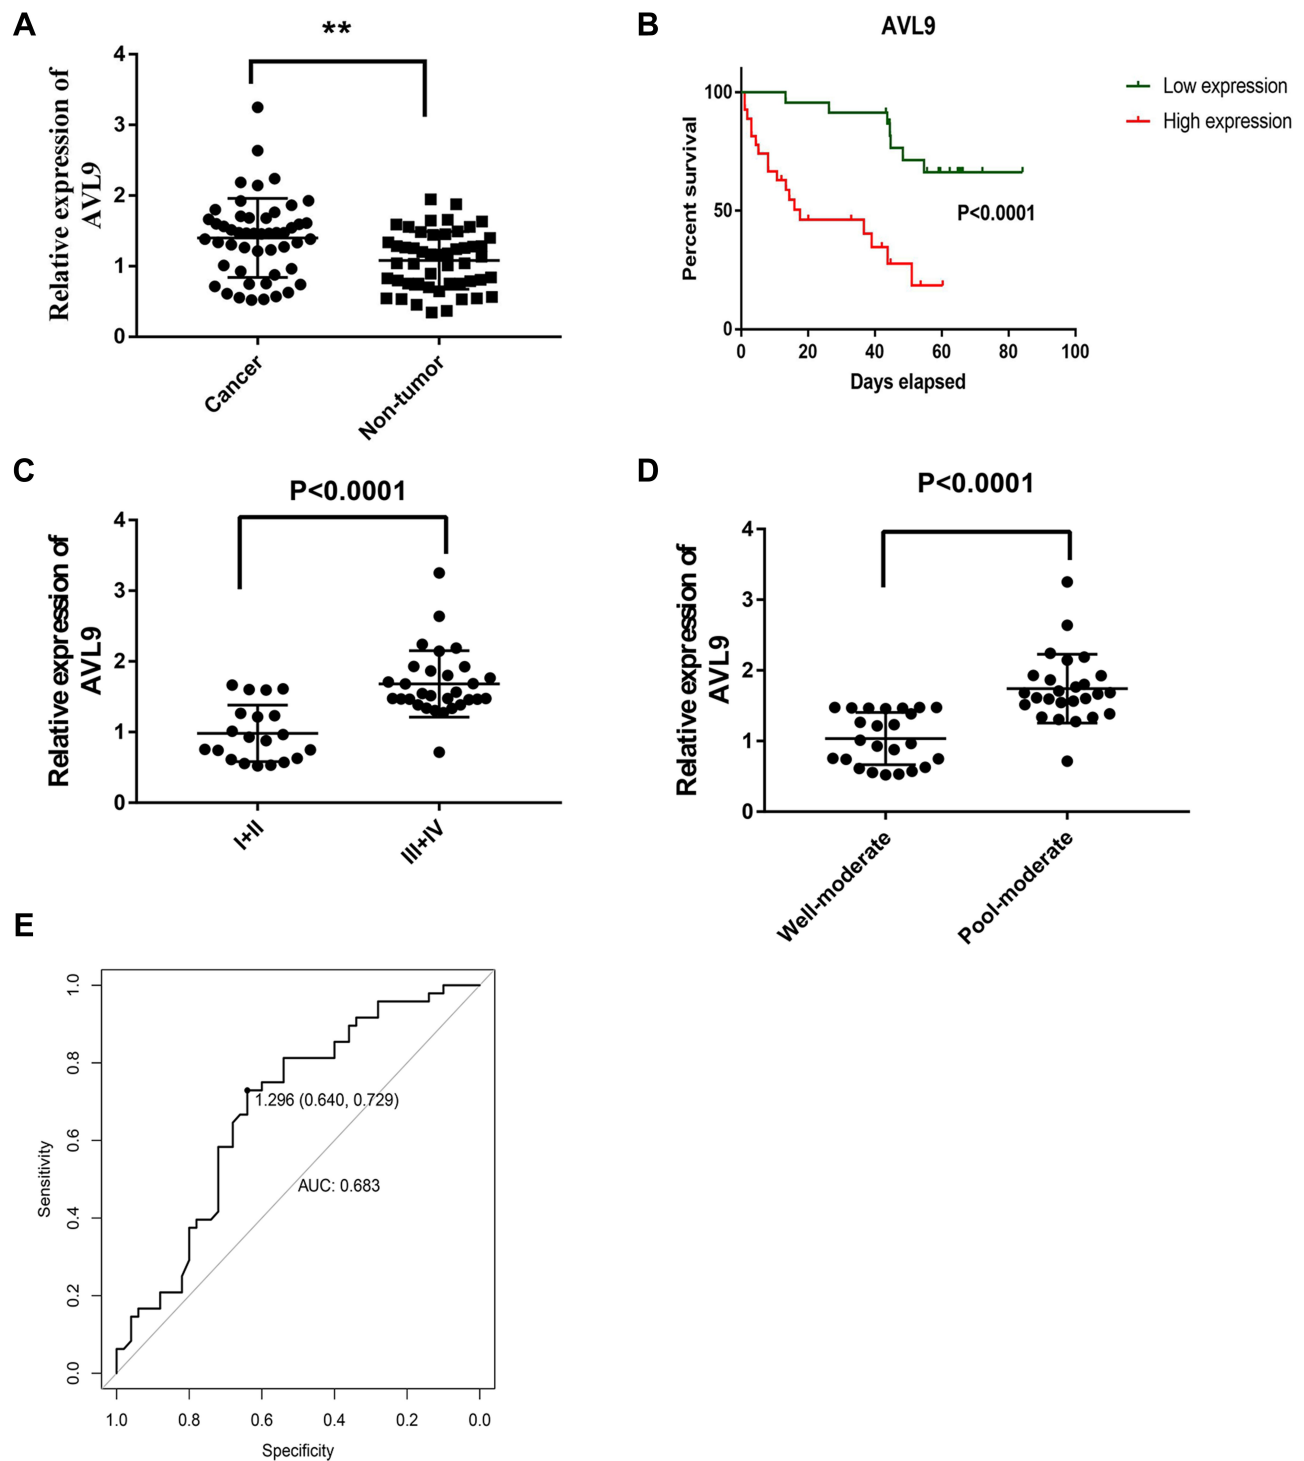 A
**
Relative expression of
AVL9
4
3
2
1
0
Cancer
Non-tumor
B
AVL9
Percent survival
100
50
0
0 20 40 60 80 100
Days elapsed
P<0.0001
Low expression
High expression
C
P<0.0001
Relative expression of
AVL9
4
3
2
1
0
I+II
III+IV
D
P<0.0001
Relative expression of
AVL9
4
3
2
1
0
Well-moderate
Pool-moderate
E
Sensitivity
1.0
0.8
0.6
0.4
0.2
0.0
1.296 (0.640, 0.729)
AUC: 0.683
1.0 0.8 0.6 0.4 0.2 0.0
Specificity